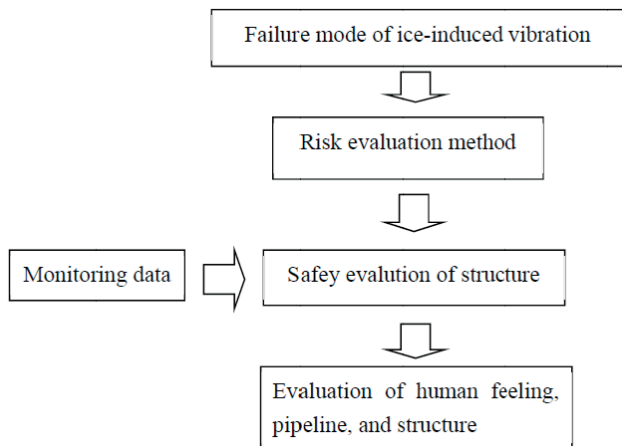 Failure mode of ice-induced vibration
Risk evaluation method
Monitoring data
Safey evalution of structure
Evaluation of human feeling,
pipeline, and structure